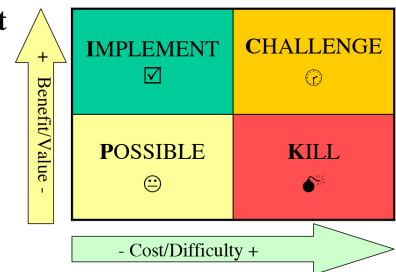 t
IMPLEMENT
CHALLENGE
+ Benefit/Value -
POSSIBLE
KILL
- Cost/Difficulty +